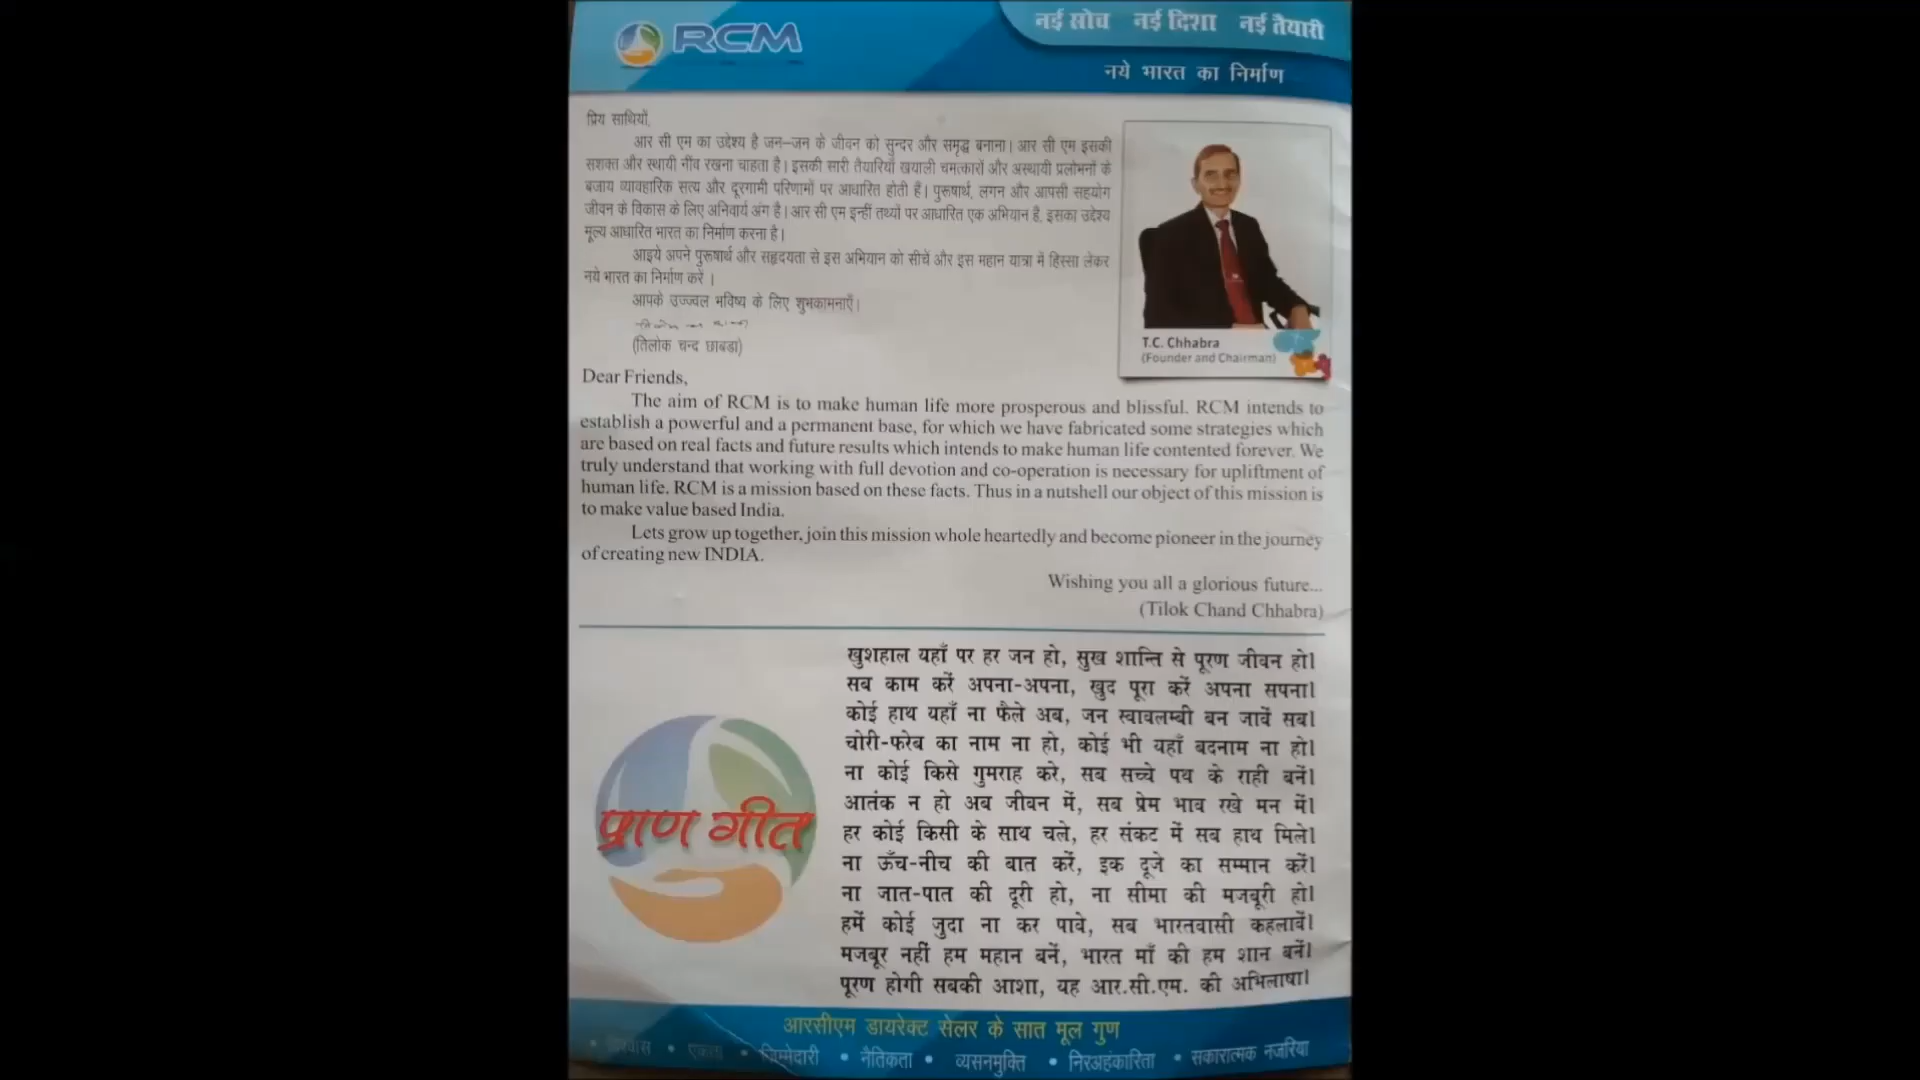 RCM
नई सोच नई दिशा नई तैयारी
नये भारत का निर्माण
प्रिय साथियों,
आर सी एम का उद्देश्य है जन–जन के जीवन को सुन्दर और समृद्ध बनाना। आर सी एम इसकी
सशक्त और स्थायी नींव रखना चाहता है। इसकी सारी तैयारियाँ खयाली चमत्कारों और अस्थायी प्रलोभनों के
बजाय व्यावहारिक सत्य और दूरगामी परिणामों पर आधारित होती हैं। पुरूषार्थ, लगन और आपसी सहयोग
जीवन के विकास के लिए अनिवार्य अंग है। आर सी एम इन्हीं तथ्यों पर आधारित एक अभियान है, इसका उद्देश्य
मूल्य आधारित भारत का निर्माण करना है।
आइये अपने पुरूषार्थ और सहृदयता से इस अभियान को सीचें और इस महान यात्रा में हिस्सा लेकर
नये भारत का निर्माण करें ।
आपके उज्ज्वल भविष्य के लिए शुभकामनाएँ।
(तिलोक चन्द छाबडा)
T.C. Chhabra
(Founder and Chairman)
Dear Friends,
The aim of RCM is to make human life more prosperous and blissful. RCM intends to
establish a powerful and a permanent base, for which we have fabricated some strategies which
are based on real facts and future results which intends to make human life contented forever. We
truly understand that working with full devotion and co-operation is necessary for upliftment of
human life. RCM is a mission based on these facts. Thus in a nutshell our object of this mission is
to make value based India.
Lets grow up together, join this mission whole heartedly and become pioneer in the journey
of creating new INDIA.
Wishing you all a glorious future...
(Tilok Chand Chhabra)
प्राण गीत
खुशहाल यहाँ पर हर जन हो, सुख शान्ति से पूरण जीवन हो।
सब काम करें अपना-अपना, खुद पूरा करें अपना सपना।
कोई हाथ यहाँ ना फैले अब, जन स्वावलम्बी बन जावें सब।
चोरी-फरेब का नाम ना हो, कोई भी यहाँ बदनाम ना हो।
ना कोई किसे गुमराह करे, सब सच्चे पथ के राही बनें।
आतंक न हो अब जीवन में, सब प्रेम भाव रखे मन में।
हर कोई किसी के साथ चले, हर संकट में सब हाथ मिले।
ना ऊँच-नीच की बात करें, इक दूजे का सम्मान करें।
ना जात-पात की दूरी हो, ना सीमा की मजबूरी हो।
हमें कोई जुदा ना कर पावे, सब भारतवासी कहलावें।
मजबूर नहीं हम महान बनें, भारत माँ की हम शान बनें।
पूरण होगी सबकी आशा, यह आर.सी.एम. की अभिलाषा।
आरसीएम डायरेक्ट सेलर के सात मूल गुण
• विश्वास • एकता • जिम्मेदारी • नैतिकता • व्यसनमुक्ति • निरअहंकारिता • सकारात्मक नजरिया